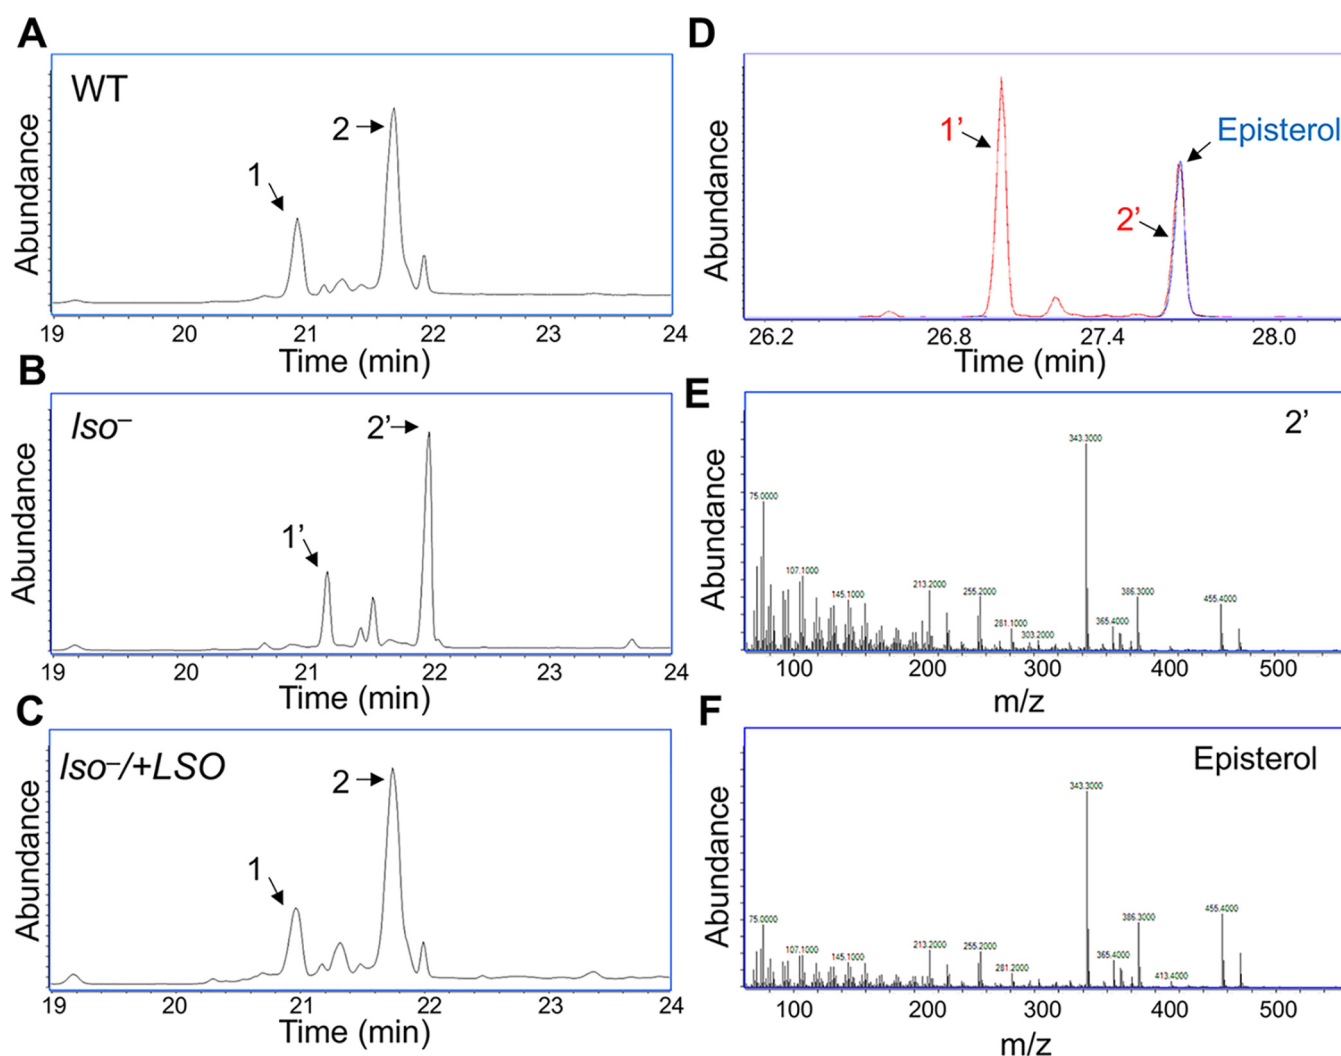 A
WT
1
2
Abundance
19 20 21 22 23 24
Time (min)
B
lso–
1’
2’
Abundance
19 20 21 22 23 24
Time (min)
C
lso–/+LSO
1
2
Abundance
19 20 21 22 23 24
Time (min)
D
1’
Episterol
2’
Abundance
26.2 26.8 27.4 28.0
Time (min)
E
2’
343.3000
75.0000
107.1000
145.1000
213.2000
255.2000
281.1000
303.2000
365.4000
386.3000
455.4000
Abundance
100 200 300 400 500
m/z
F
Episterol
343.3000
75.0000
107.1000
145.1000
213.2000
255.2000
281.2000
365.4000
386.3000
413.4000
455.4000
Abundance
100 200 300 400 500
m/z